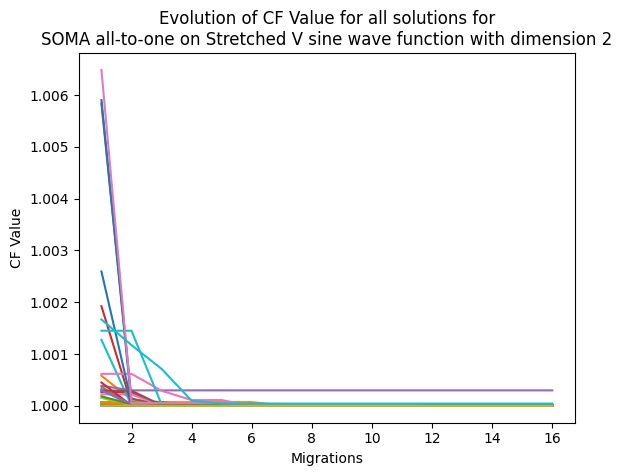 Evolution of CF Value for all solutions for
SOMA all-to-one on Stretched V sine wave function with dimension 2
CF Value
1.006
1.005
1.004
1.003
1.002
1.001
1.000
2 4 6 8 10 12 14 16
Migrations